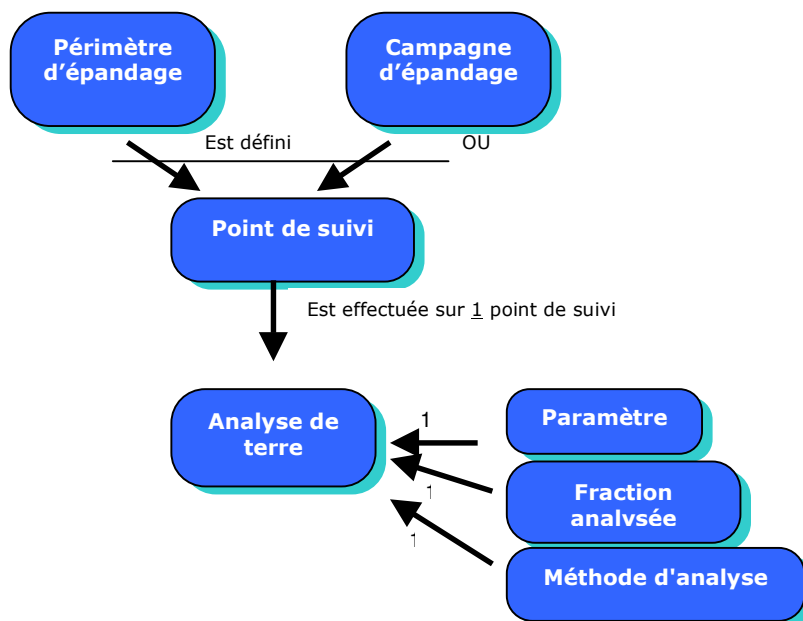 Périmètre
d’épandage
Campagne
d’épandage
Est défini
OU
Point de suivi
Est effectuée sur 1 point de suivi
Analyse de
terre
1
Paramètre
1
Fraction
analysée
1
Méthode d'analyse